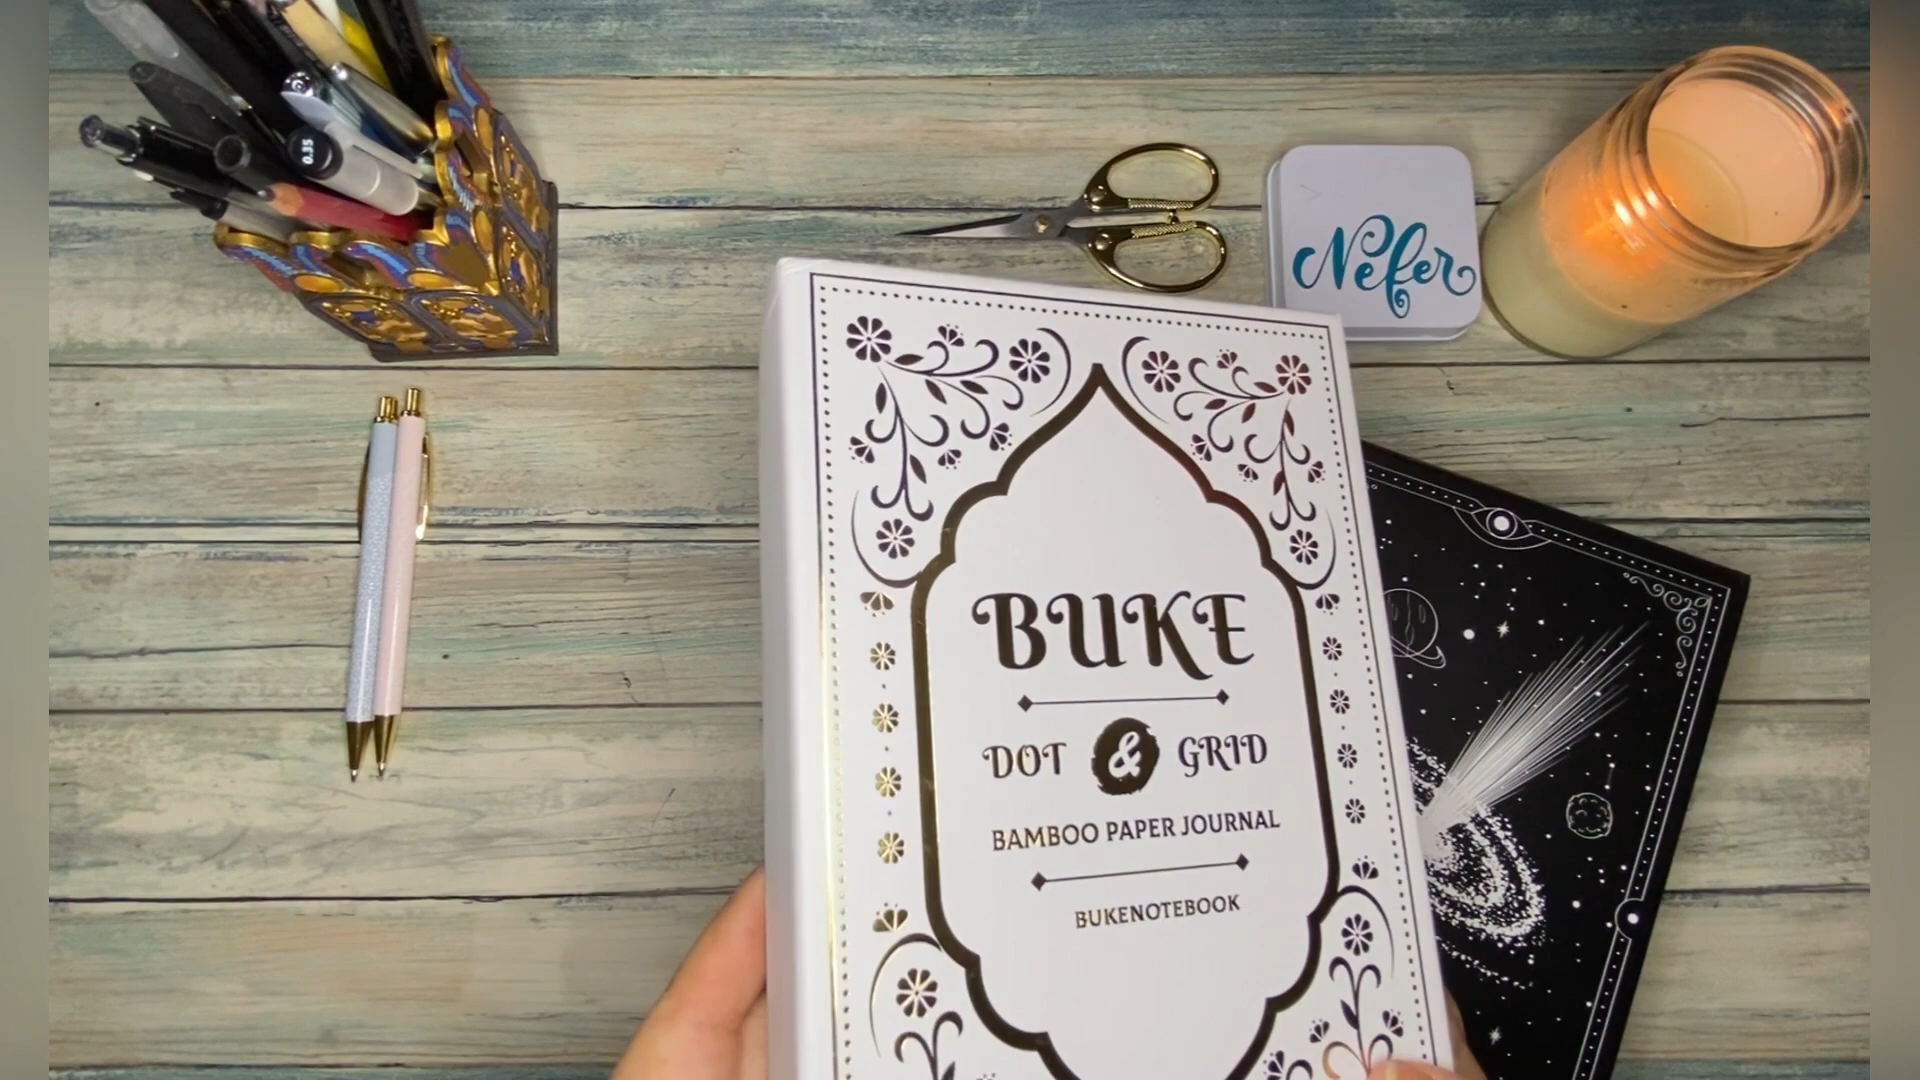 0.35
Nefer
BUKE
DOT & GRID
BAMBOO PAPER JOURNAL
BUKENOTEBOOK